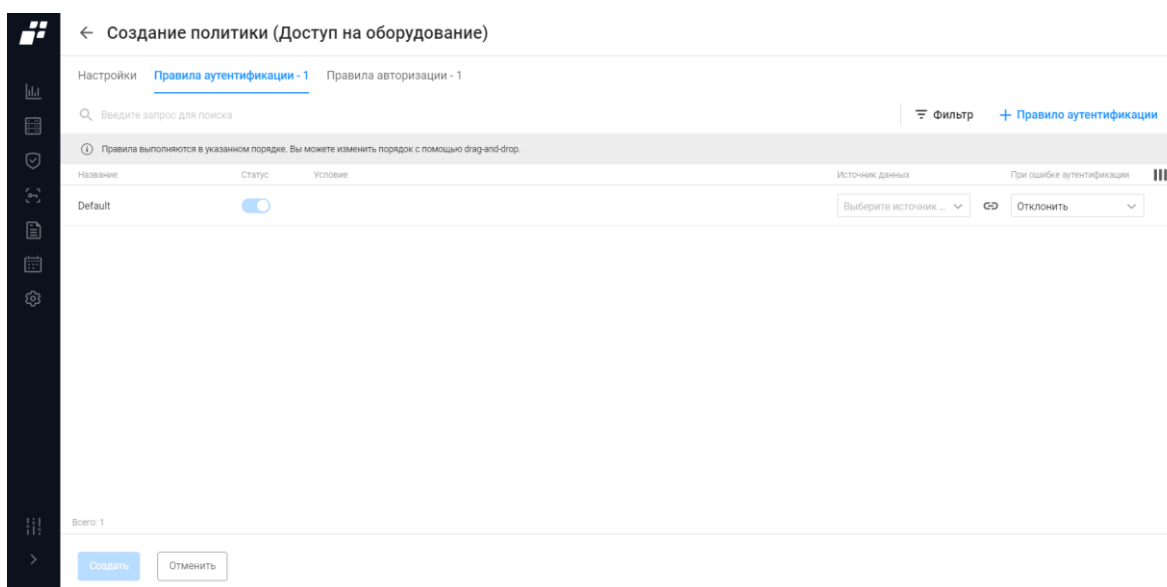 Создание политики (Доступ на оборудование)
Настройки Правила аутентификации - 1 Правила авторизации - 1
Введите запрос для поиска Фильтр + Правило аутентификации
Правила выполняются в указанном порядке. Вы можете изменить порядок с помощью drag-and-drop.
Название Статус Условие Источник данных При ошибке аутентификации
Default Выберите источник ... Отклонить
Всего: 1
Создать Отменить